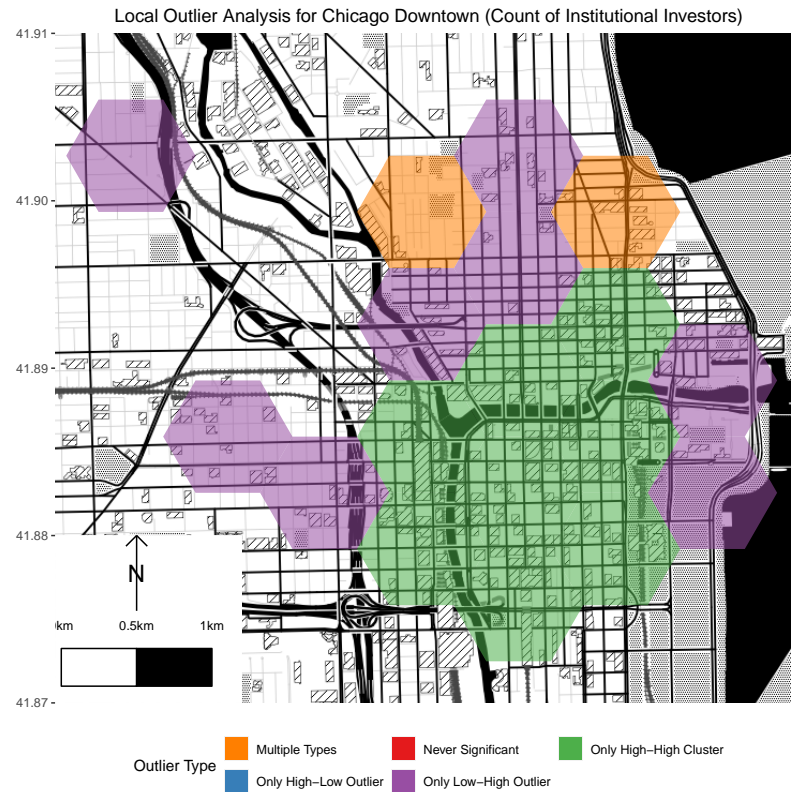 Local Outlier Analysis for Chicago Downtown (Count of Institutional Investors)
41.91
41.90
41.89
41.88
41.87
N
0km 0.5km 1km
Outlier Type
Multiple Types
Never Significant
Only High−High Cluster
Only High−Low Outlier
Only Low−High Outlier